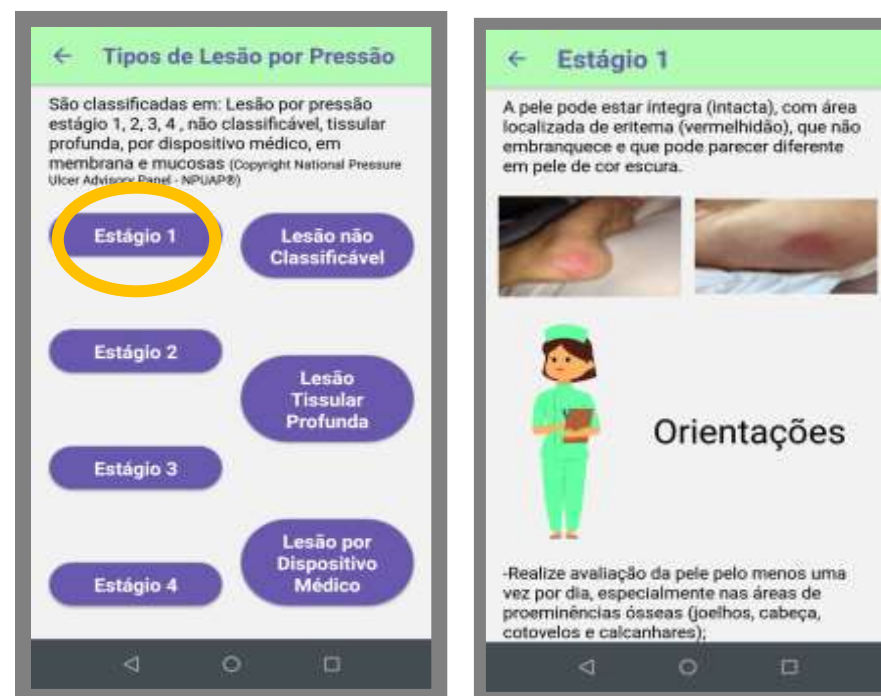 Tipos de Lesão por Pressão
São classificadas em: Lesão por pressão
estágio 1, 2, 3, 4 , não classificável, tissular
profunda, por dispositivo médico, em
membrana e mucosas (Copyright National Pressure
Ulcer Advisory Panel - NPUAP®)
Estágio 1
Lesão não
Classificável
Estágio 2
Lesão
Tissular
Profunda
Estágio 3
Lesão por
Dispositivo
Médico
Estágio 4
Estágio 1
A pele pode estar íntegra (intacta), com área
localizada de eritema (vermelhidão), que não
embranquece e que pode parecer diferente
em pele de cor escura.
Orientações
-Realize avaliação da pele pelo menos uma
vez por dia, especialmente nas áreas de
proeminências ósseas (joelhos, cabeça,
cotovelos e calcanhares);